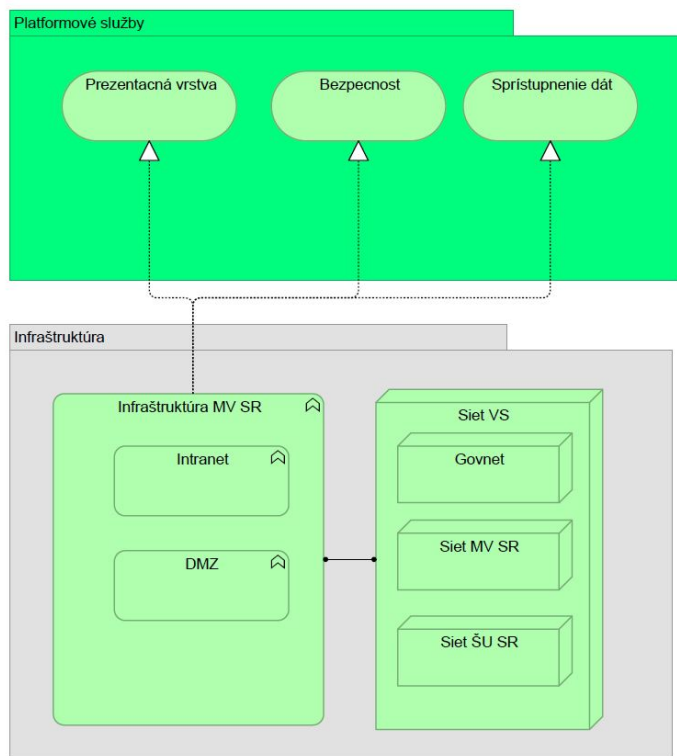 Platformové služby
Prezentacná vrstva
Bezpecnost
Sprístupnenie dát
Infraštruktúra
Infraštruktúra MV SR
Intranet
DMZ
Siet VS
Govnet
Siet MV SR
Siet ŠU SR